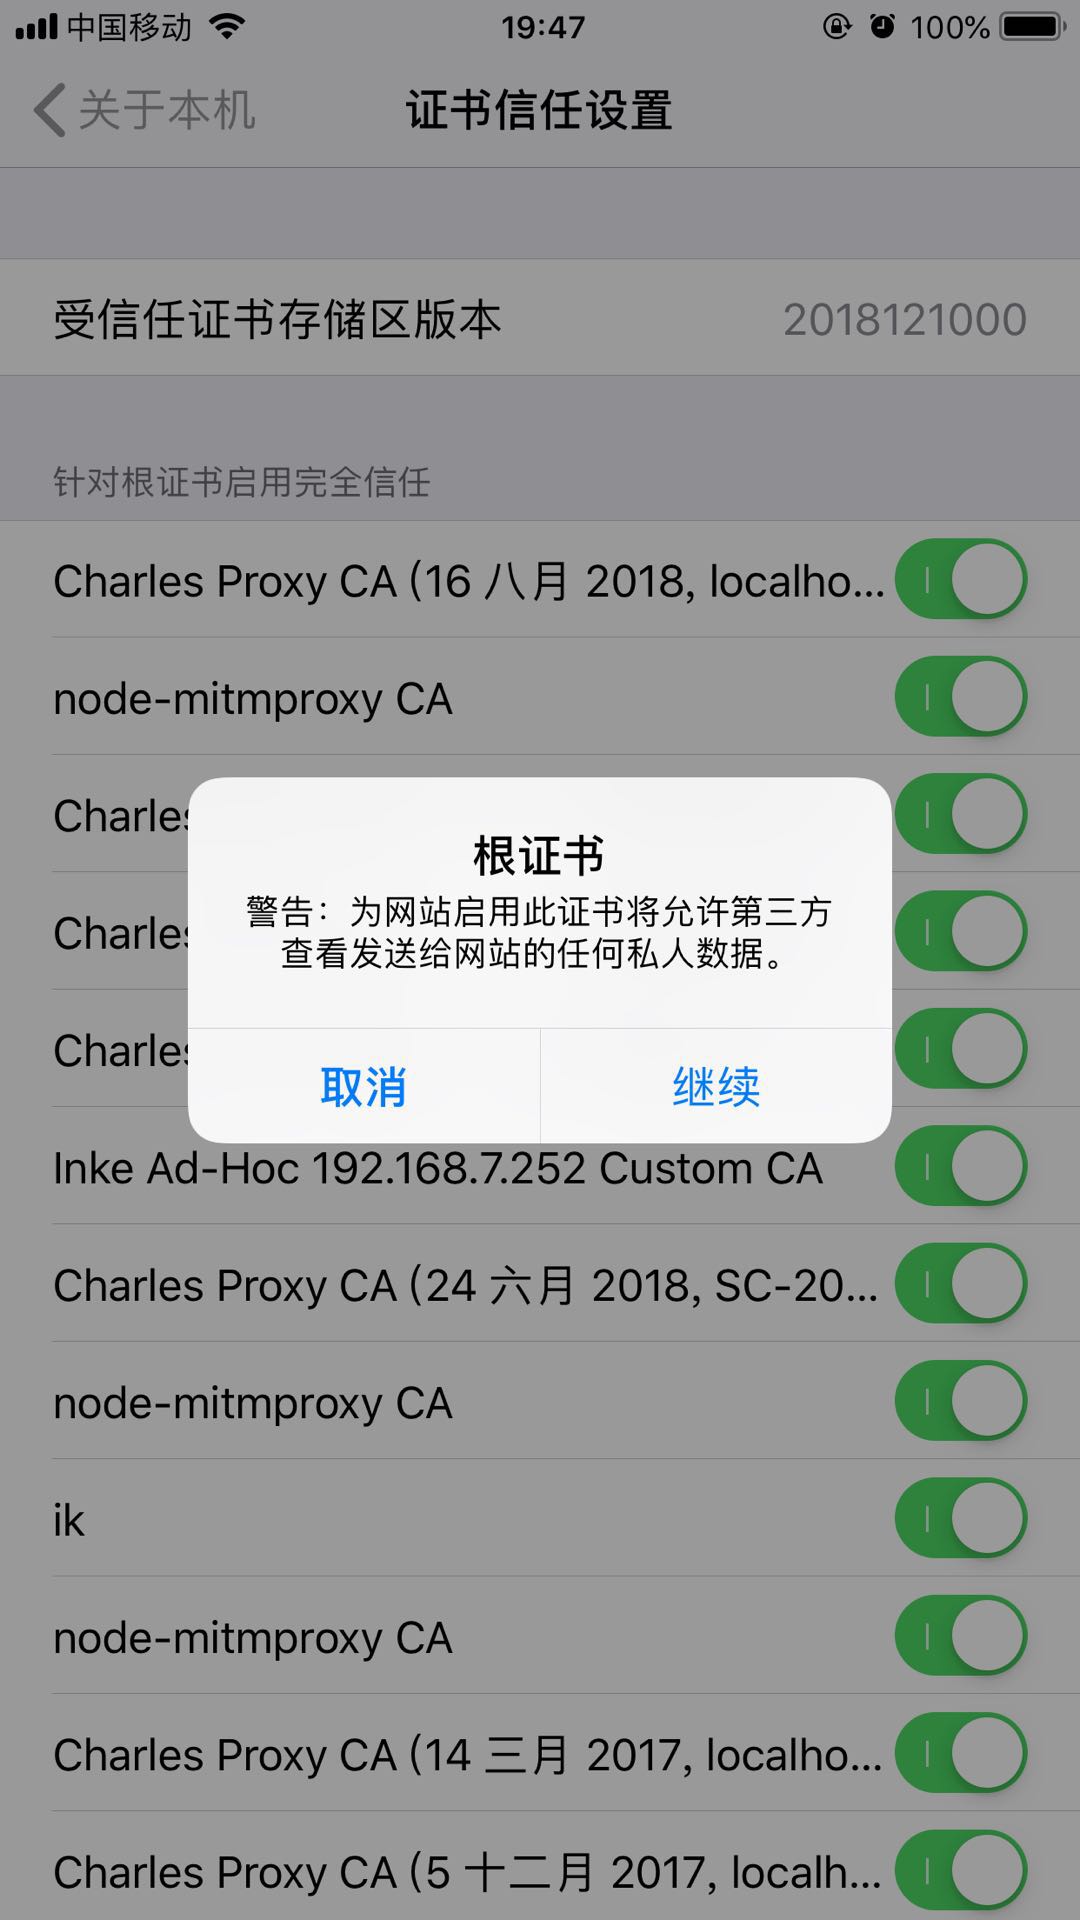 中国移动 19:47 100%
关于本机 证书信任设置
受信任证书存储区版本 2018121000
针对根证书启用完全信任
Charles Proxy CA (16 八月 2018, localho...
node-mitmproxy CA
Charles
根证书
警告：为网站启用此证书将允许第三方
查看发送给网站的任何私人数据。
Charles
Charles
取消 继续
Inke Ad-Hoc 192.168.7.252 Custom CA
Charles Proxy CA (24 六月 2018, SC-20...
node-mitmproxy CA
ik
node-mitmproxy CA
Charles Proxy CA (14 三月 2017, localho...
Charles Proxy CA (5 十二月 2017, localh...